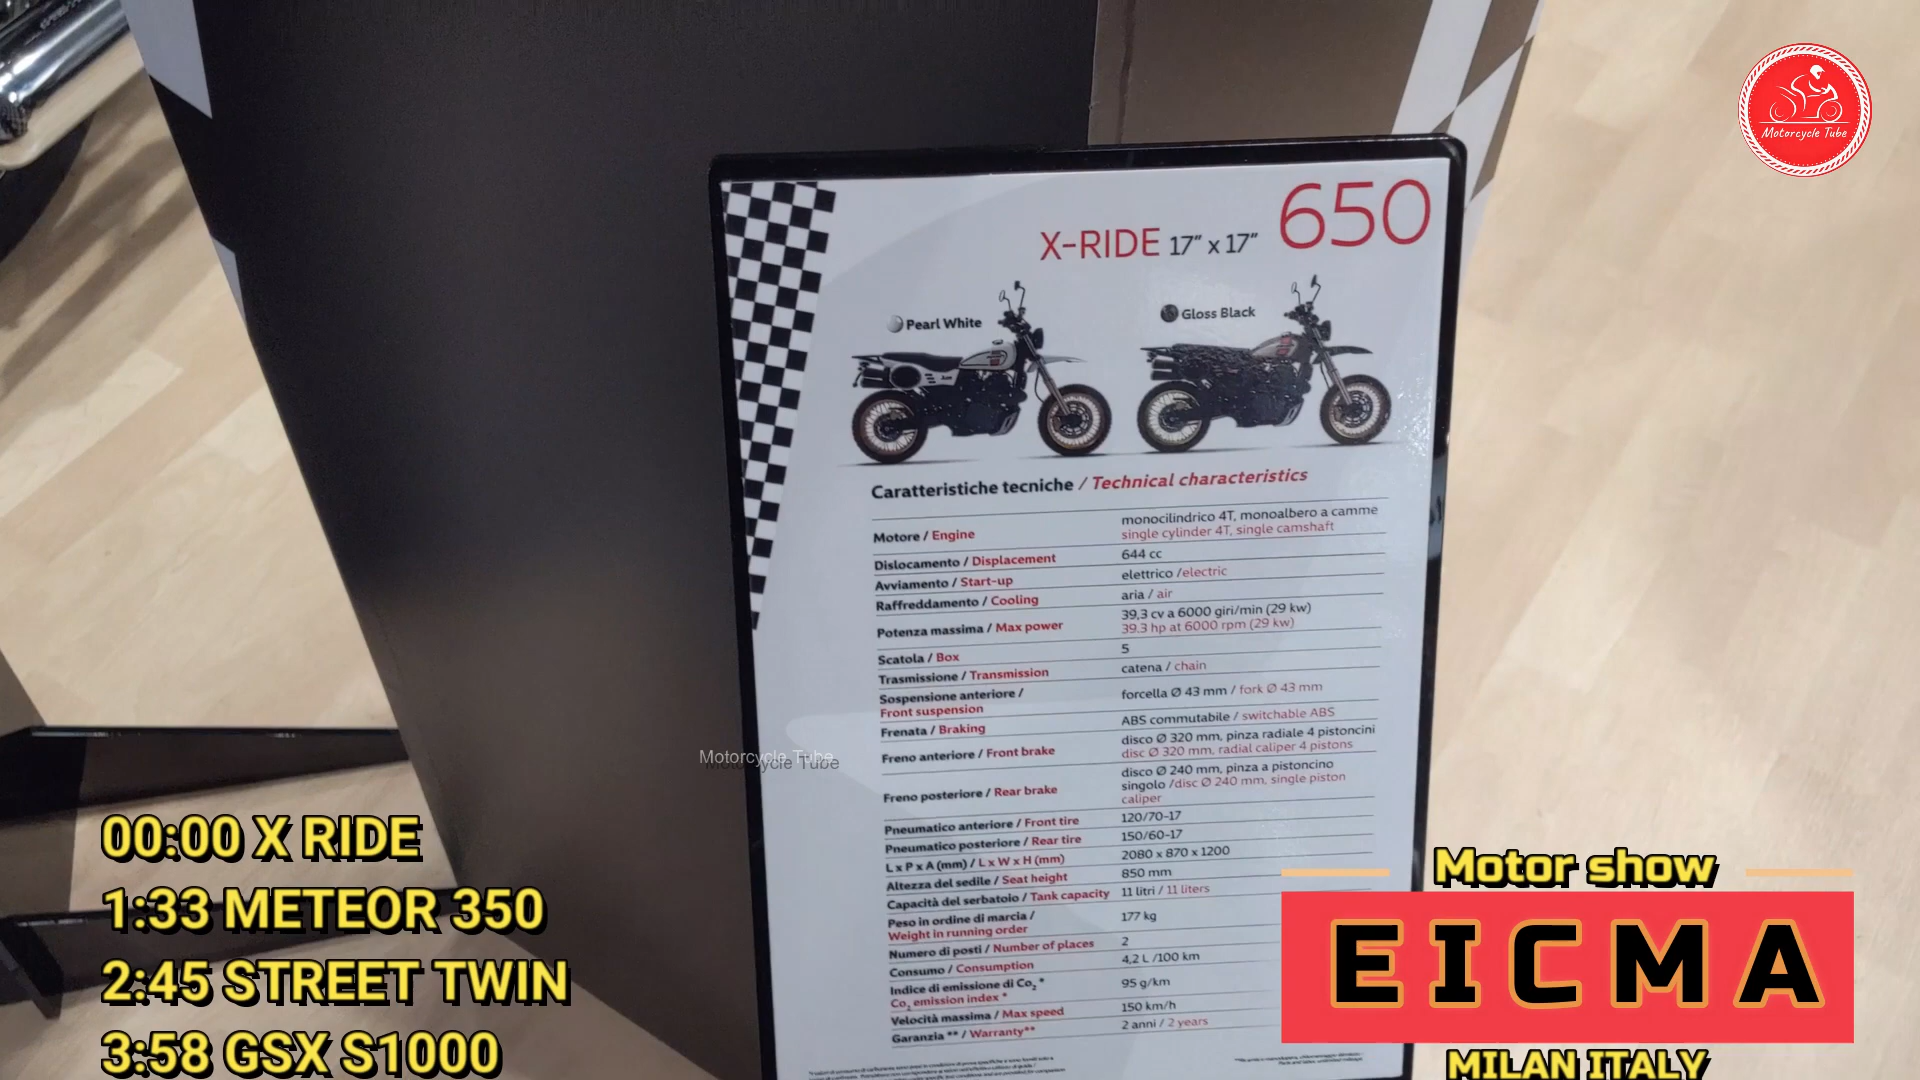 Motorcycle Tube
X-RIDE 17" x 17" 650
Pearl White
Gloss Black
Caratteristiche tecniche / Technical characteristics
Motore / Engine
monocilindrico 4T, monoalbero a camme
single cylinder 4T, single camshaft
Dislocamento / Displacement 644 cc
Avviamento / Start-up elettrico /electric
Raffreddamento / Cooling aria / air
Potenza massima / Max power
39,3 cv a 6000 giri/min (29 kw)
39.3 hp at 6000 rpm (29 kw)
Scatola / Box 5
Trasmissione / Transmission catena / chain
Sospensione anteriore /
Front suspension
forcella Ø 43 mm / fork Ø 43 mm
Frenata / Braking ABS commutabile / switchable ABS
Freno anteriore / Front brake
disco Ø 320 mm, pinza radiale 4 pistoncini
disc Ø 320 mm, radial caliper 4 pistons
Freno posteriore / Rear brake
disco Ø 240 mm, pinza a pistoncino
singolo /disc Ø 240 mm, single piston
caliper
Pneumatico anteriore / Front tire 120/70-17
Pneumatico posteriore / Rear tire 150/60-17
L x P x A (mm) / L x W x H (mm) 2080 x 870 x 1200
Altezza del sedile / Seat height 850 mm
Capacità del serbatoio / Tank capacity 11 litri / 11 liters
Peso in ordine di marcia /
Weight in running order
177 kg
Numero di posti / Number of places 2
Consumo / Consumption 4,2 L /100 km
Indice di emissione di Co₂ *
Co₂ emission index *
95 g/km
Velocità massima / Max speed 150 km/h
Garanzia ** / Warranty** 2 anni / 2 years
Motorcycle Tube
Motorcycle Tube
00:00 X RIDE
1:33 METEOR 350
2:45 STREET TWIN
3:58 GSX S1000
Motor show
EICMA
MILAN ITALY